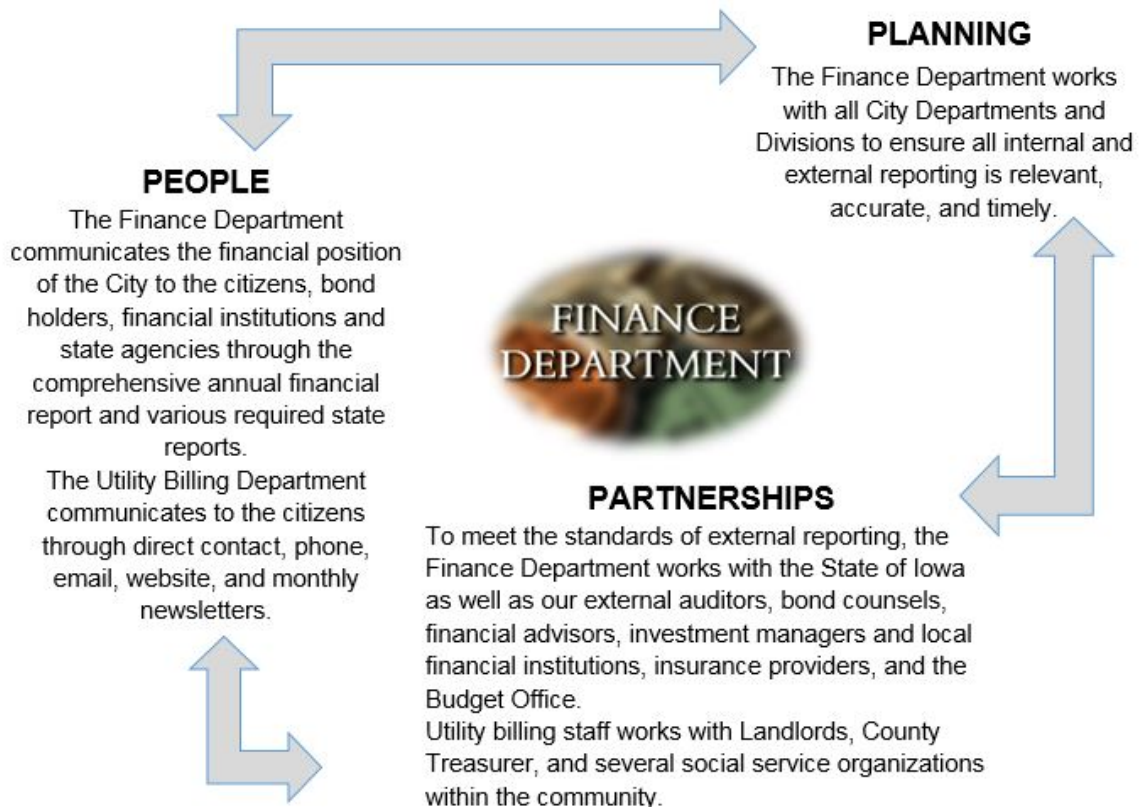 PLANNING
The Finance Department works
with all City Departments and
Divisions to ensure all internal and
external reporting is relevant,
accurate, and timely.
PEOPLE
The Finance Department
communicates the financial position
of the City to the citizens, bond
holders, financial institutions and
state agencies through the
comprehensive annual financial
report and various required state
reports.
The Utility Billing Department
communicates to the citizens
through direct contact, phone,
email, website, and monthly
newsletters.
FINANCE
DEPARTMENT
PARTNERSHIPS
To meet the standards of external reporting, the
Finance Department works with the State of Iowa
as well as our external auditors, bond counsels,
financial advisors, investment managers and local
financial institutions, insurance providers, and the
Budget Office.
Utility billing staff works with Landlords, County
Treasurer, and several social service organizations
within the community.